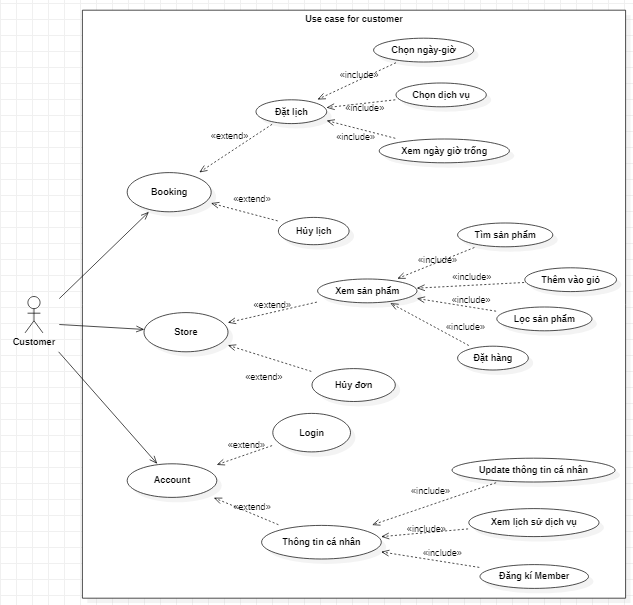 Use case for customer
Chọn ngày-giờ
«include»
Chọn dịch vụ
«include»
Đặt lịch
«extend»
«include»
Xem ngày giờ trống
Booking
«extend»
Hủy lịch
Tìm sản phẩm
«include»
Xem sản phẩm
«include»
Thêm vào giỏ
«extend»
«include»
Lọc sản phẩm
Customer
Store
«include»
Đặt hàng
«extend»
Hủy đơn
Login
«extend»
Account
Update thông tin cá nhân
«include»
«extend»
Xem lịch sử dịch vụ
«include»
Thông tin cá nhân
«include»
Đăng kí Member